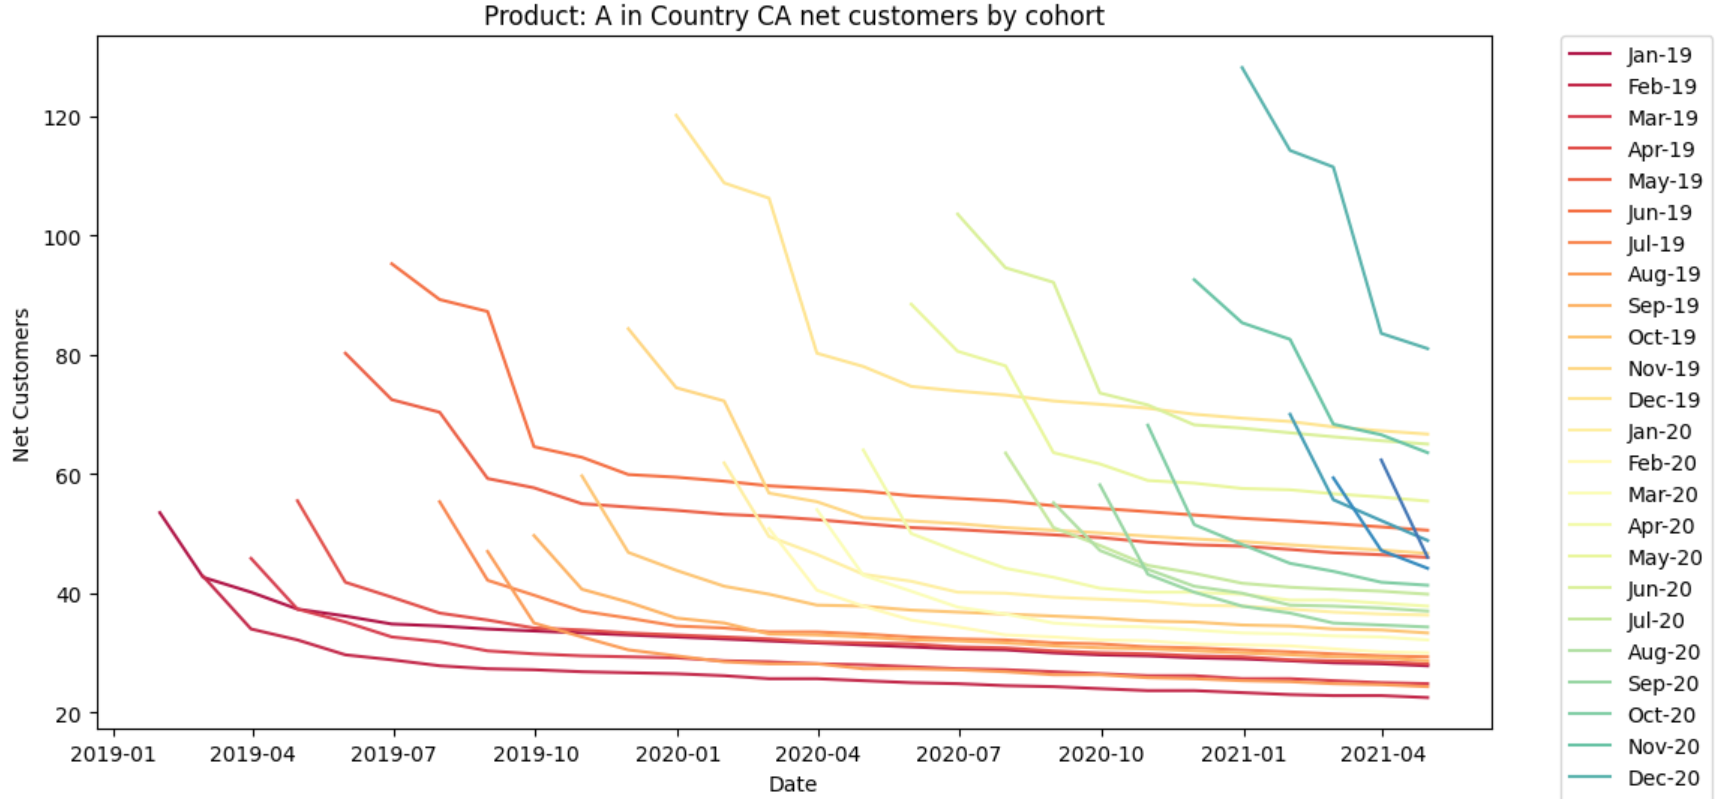 Product: A in Country CA net customers by cohort
Net Customers
120
100
80
60
40
20
2019-01 2019-04 2019-07 2019-10 2020-01 2020-04 2020-07 2020-10 2021-01 2021-04
Date
Jan-19
Feb-19
Mar-19
Apr-19
May-19
Jun-19
Jul-19
Aug-19
Sep-19
Oct-19
Nov-19
Dec-19
Jan-20
Feb-20
Mar-20
Apr-20
May-20
Jun-20
Jul-20
Aug-20
Sep-20
Oct-20
Nov-20
Dec-20